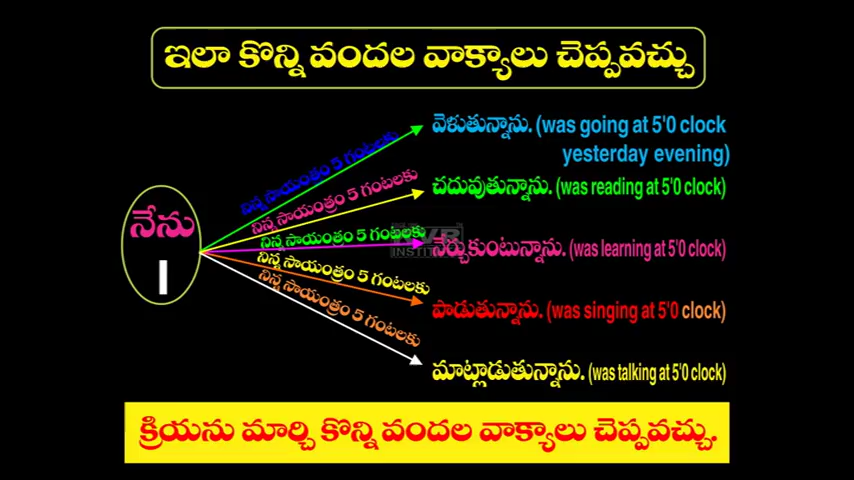 ఇలా కొన్ని వందల వాక్యాలు చెప్పవచ్చు
నేను
I
నిన్న సాయంత్రం 5 గంటలకు
వెళుతున్నాను. (was going at 5'0 clock
yesterday evening)
నిన్న సాయంత్రం 5 గంటలకు
చదువుతున్నాను. (was reading at 5'0 clock)
నిన్న సాయంత్రం 5 గంటలకు
నేర్చుకుంటున్నాను. (was learning at 5'0 clock)
నిన్న సాయంత్రం 5 గంటలకు
పాడుతున్నాను. (was singing at 5'0 clock)
నిన్న సాయంత్రం 5 గంటలకు
మాట్లాడుతున్నాను. (was talking at 5'0 clock)
క్రియను మార్చి కొన్ని వందల వాక్యాలు చెప్పవచ్చు.